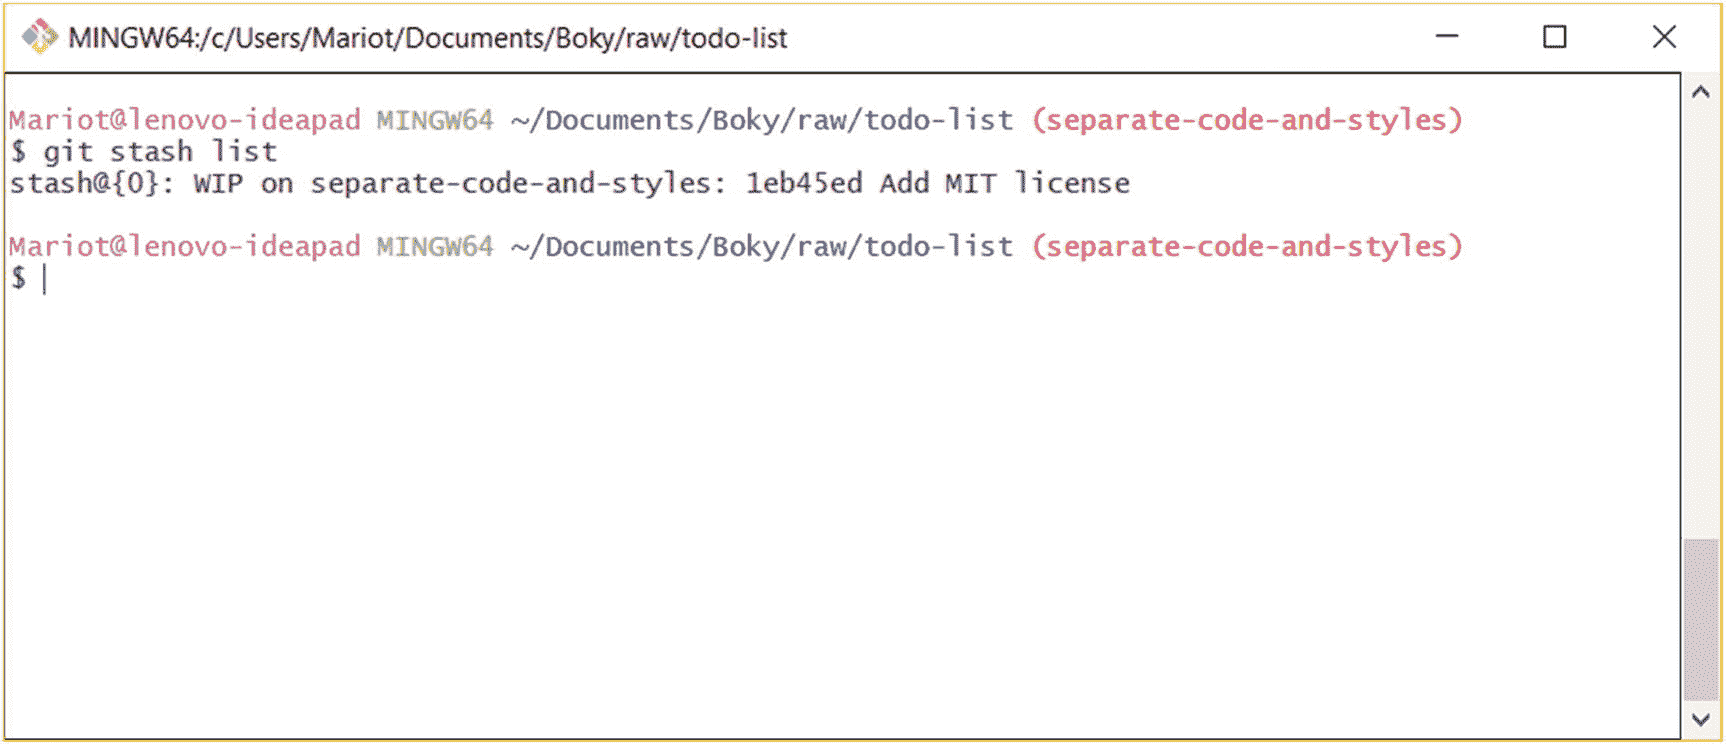 MINGW64:/c/Users/Mariot/Documents/Boky/raw/todo-list
Mariot@lenovo-ideapad MINGW64 ~/Documents/Boky/raw/todo-list (separate-code-and-styles)
$ git stash list
stash@{0}: WIP on separate-code-and-styles: 1eb45ed Add MIT license
Mariot@lenovo-ideapad MINGW64 ~/Documents/Boky/raw/todo-list (separate-code-and-styles)
$